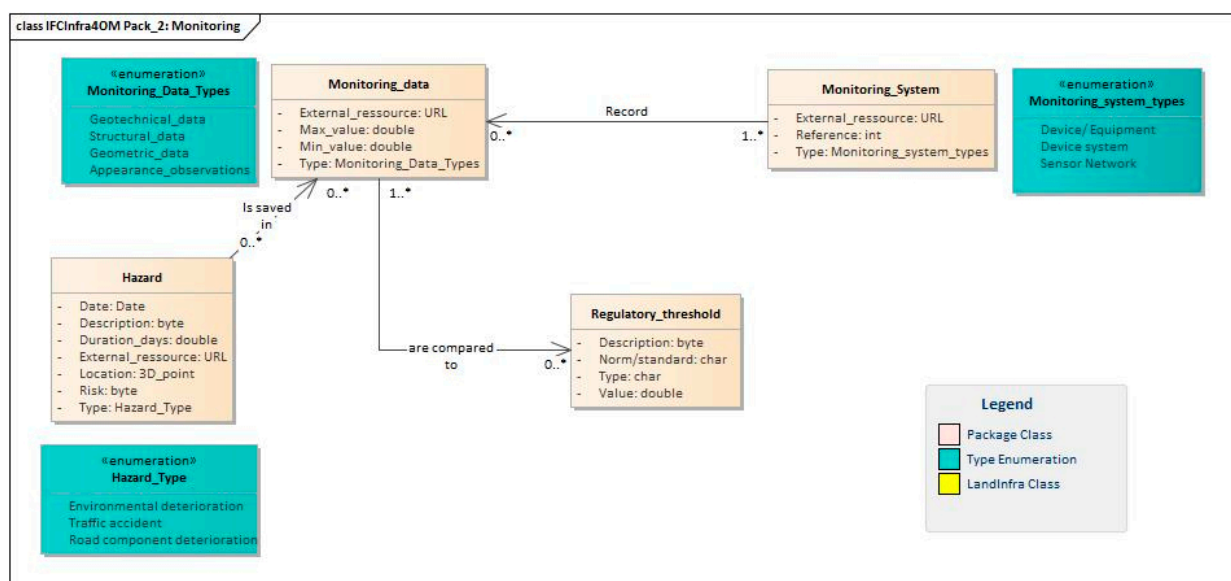 class IFCInfra4OM Pack_2: Monitoring
«enumeration»
Monitoring_Data_Types
Geotechnical_data
Structural_data
Geometric_data
Appearance_observations
Monitoring_data
- External_ressource: URL
- Max_value: double
- Min_value: double
- Type: Monitoring_Data_Types
Record
0..*
1..*
Monitoring_System
- External_ressource: URL
- Reference: int
- Type: Monitoring_system_types
«enumeration»
Monitoring_system_types
Device/ Equipment
Device system
Sensor Network
0..*
1..*
Is saved
in
0..*
Hazard
- Date: Date
- Description: byte
- Duration_days: double
- External_ressource: URL
- Location: 3D_point
- Risk: byte
- Type: Hazard_Type
are compared
to
0..*
Regulatory_threshold
- Description: byte
- Norm/standard: char
- Type: char
- Value: double
«enumeration»
Hazard_Type
Environmental deterioration
Traffic accident
Road component deterioration
Legend
Package Class
Type Enumeration
LandInfra Class